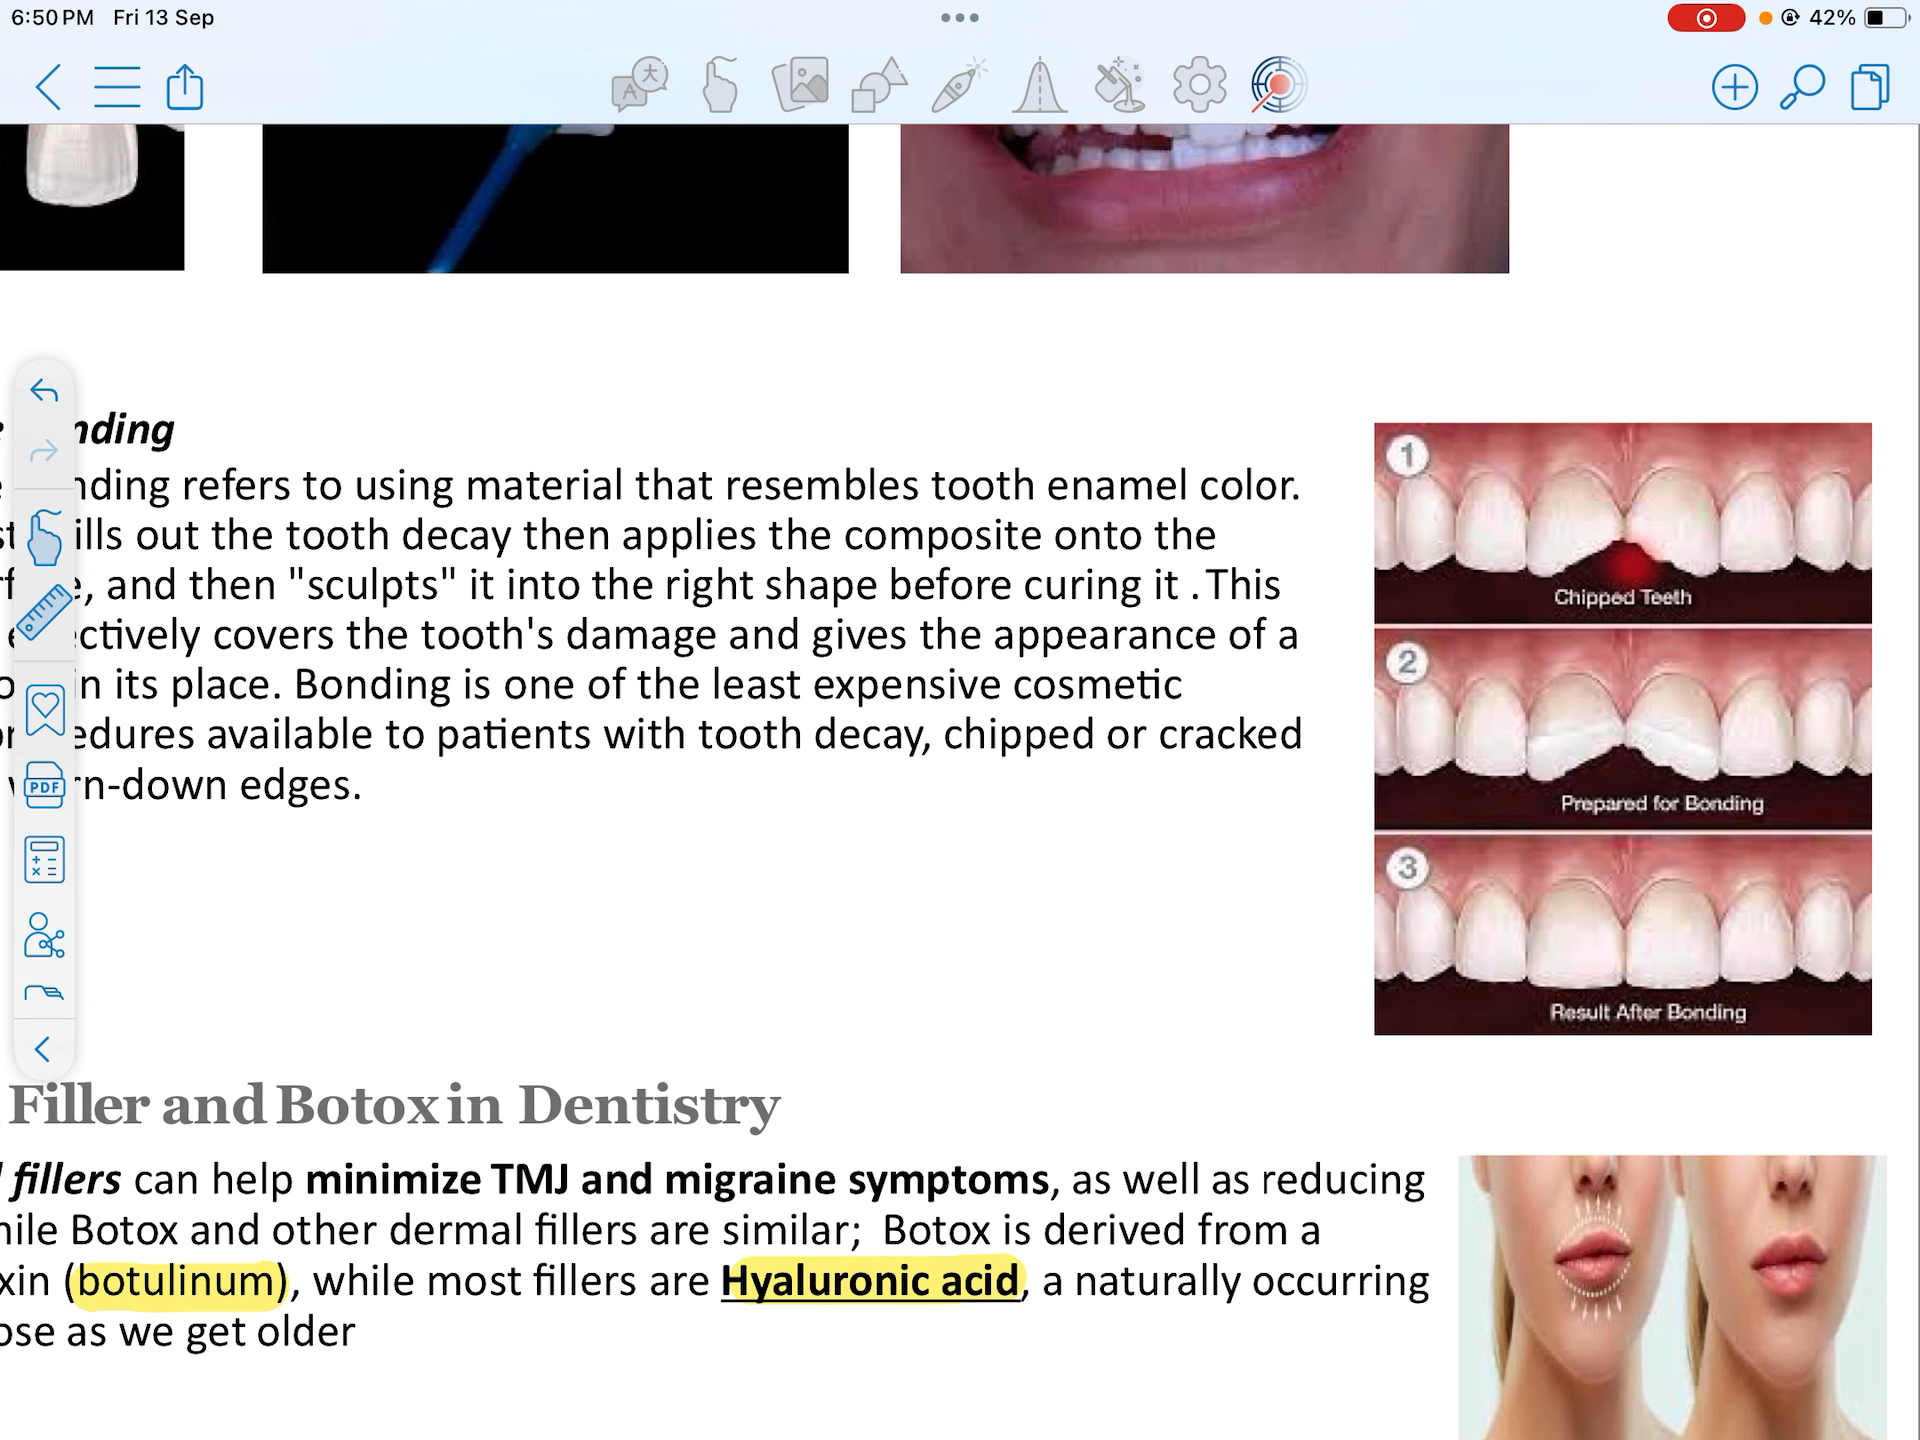 6:50 PM Fri 13 Sep
42%
nding
nding refers to using material that resembles tooth enamel color.
ills out the tooth decay then applies the composite onto the
e, and then "sculpts" it into the right shape before curing it .This
ectively covers the tooth's damage and gives the appearance of a
in its place. Bonding is one of the least expensive cosmetic
edures available to patients with tooth decay, chipped or cracked
rn-down edges.
1
Chipped Teeth
2
Prepared for Bonding
3
Result After Bonding
PDF
Filler and Botox in Dentistry
fillers can help minimize TMJ and migraine symptoms, as well as reducing
hile Botox and other dermal fillers are similar; Botox is derived from a
xin (botulinum), while most fillers are Hyaluronic acid, a naturally occurring
ose as we get older